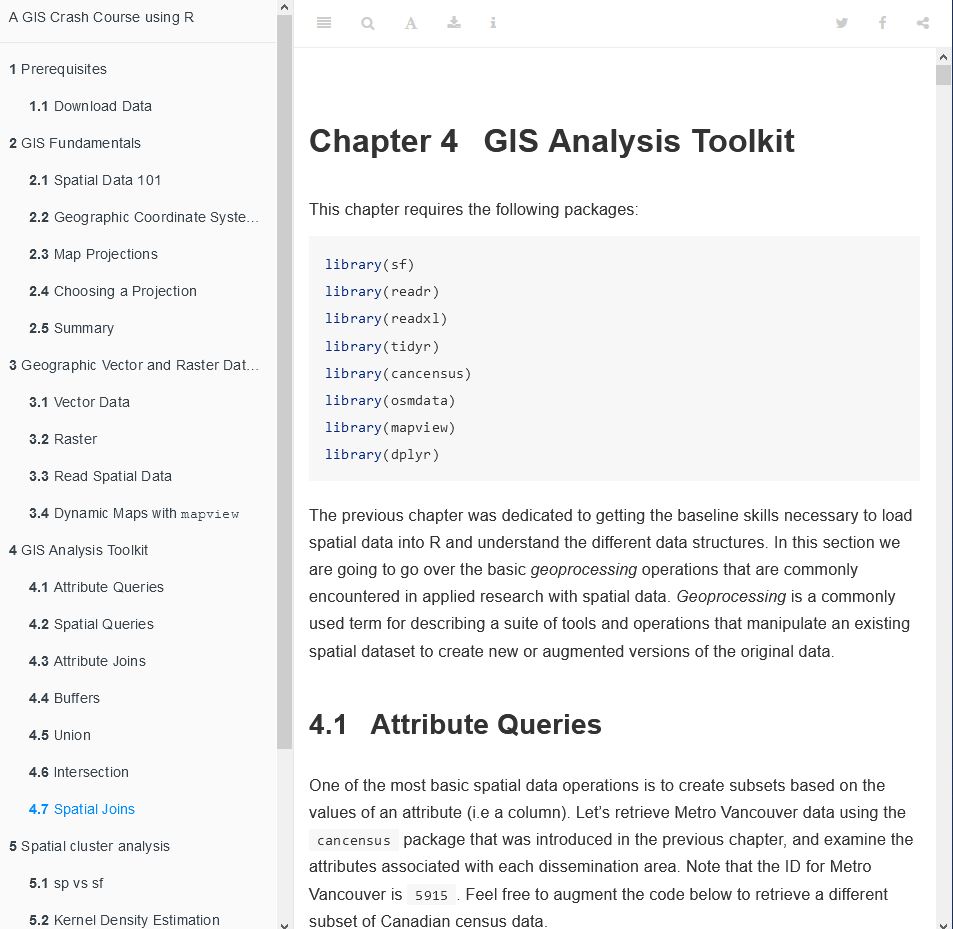 A GIS Crash Course using R
1 Prerequisites
1.1 Download Data
2 GIS Fundamentals
2.1 Spatial Data 101
2.2 Geographic Coordinate Syste...
2.3 Map Projections
2.4 Choosing a Projection
2.5 Summary
3 Geographic Vector and Raster Dat...
3.1 Vector Data
3.2 Raster
3.3 Read Spatial Data
3.4 Dynamic Maps with mapview
4 GIS Analysis Toolkit
4.1 Attribute Queries
4.2 Spatial Queries
4.3 Attribute Joins
4.4 Buffers
4.5 Union
4.6 Intersection
4.7 Spatial Joins
5 Spatial cluster analysis
5.1 sp vs sf
5.2 Kernel Density Estimation
Chapter 4 GIS Analysis Toolkit
This chapter requires the following packages:
library(sf)
library(readr)
library(readxl)
library(tidyr)
library(cancensus)
library(osmdata)
library(mapview)
library(dplyr)
The previous chapter was dedicated to getting the baseline skills necessary to load
spatial data into R and understand the different data structures. In this section we
are going to go over the basic geoprocessing operations that are commonly
encountered in applied research with spatial data. Geoprocessing is a commonly
used term for describing a suite of tools and operations that manipulate an existing
spatial dataset to create new or augmented versions of the original data.
4.1 Attribute Queries
One of the most basic spatial data operations is to create subsets based on the
values of an attribute (i.e a column). Let’s retrieve Metro Vancouver data using the
cancensus package that was introduced in the previous chapter, and examine the
attributes associated with each dissemination area. Note that the ID for Metro
Vancouver is 5915 . Feel free to augment the code below to retrieve a different
subset of Canadian census data.